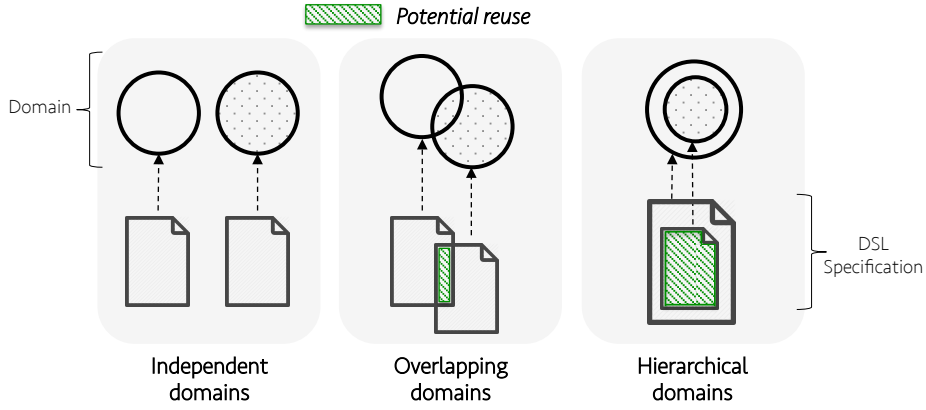 Potential reuse
Domain
DSL
Specification
Independent
domains
Overlapping
domains
Hierarchical
domains